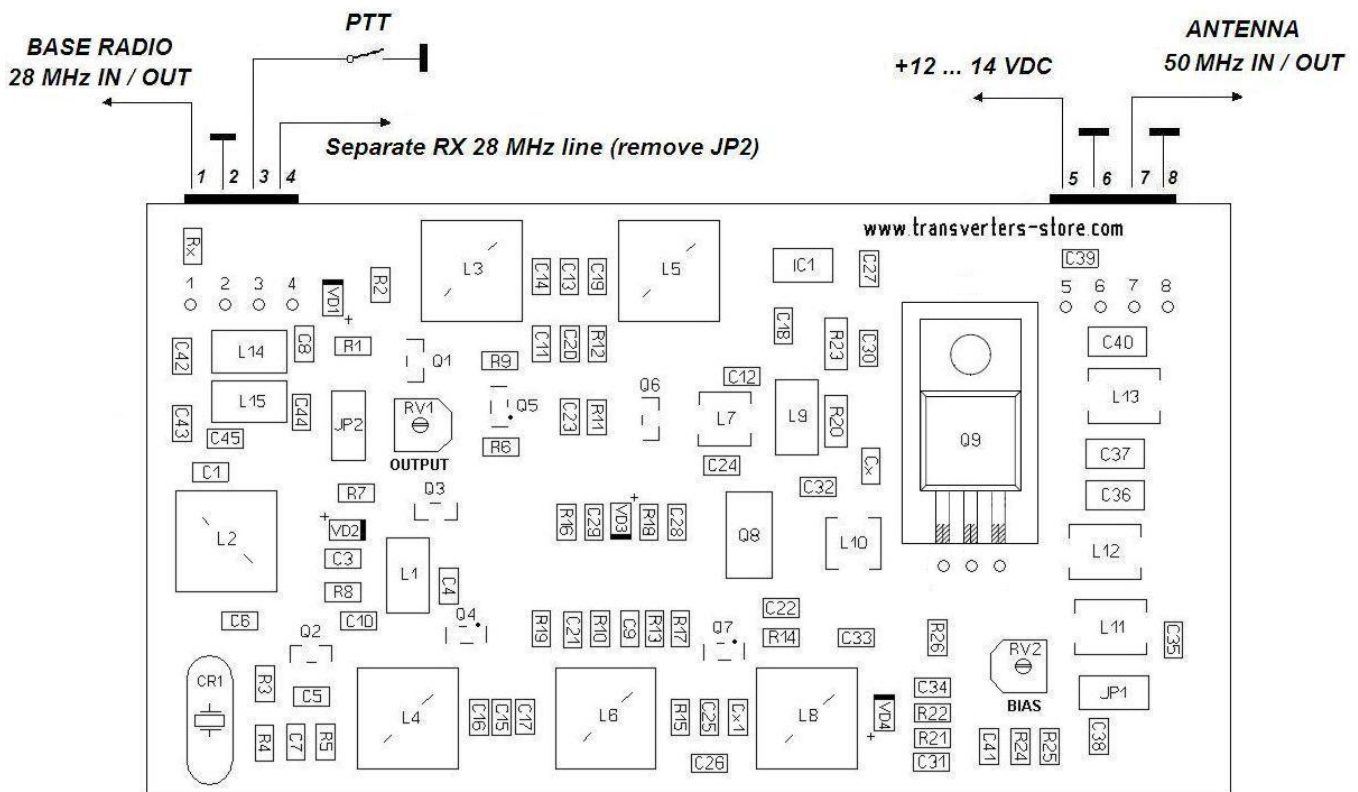 PTT
BASE RADIO
28 MHz IN / OUT
ANTENNA
50 MHz IN / OUT
+12 ... 14 VDC
Separate RX 28 MHz line (remove JP2)
1 2 3 4
5 6 7 8
www.transverters-store.com
Rx
1 2 3 4
VD1
+
R2
L3
C14 C13 C19
L5
IC1
C27
C39
5 6 7 8
C42
L14
C8
R1
Q1
R9
C11 C20 R12
C18
R23
C30
C40
C43
L15
C44
C45
JP2
RV1
OUTPUT
Q5
R6
C23 R11
Q6
C12
L7
C24
L9
R20
Q9
L13
C37
C1
R7
Q3
C32
Cx
C36
L2
+
VD2
C3
R8
L1
C4
R16 C29 VD3 R18 C28
+
Q8
L10
L12
C6
Q2
C10
Q4
R19 C21 R10 C9 R13 R17
Q7
C22
R14
C33
R26
RV2
BIAS
L11
C35
CR1
R3
C5
R4 C7 R5
L4
C16 C15 C17
L6
R15 C25 Cx1
C26
L8
VD4
+
C34
R22
R21
C31
C41 R24 R25
JP1
C38